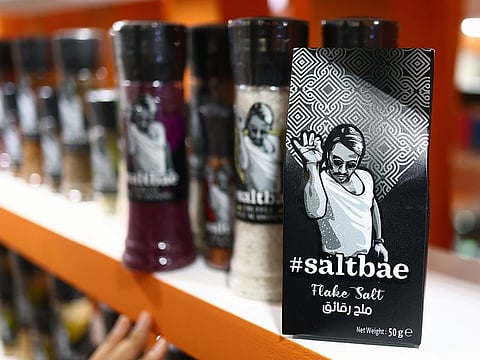 #saltbae
Flake Salt
ملح رقائق
Net Weight: 50 g e
#saltbae
saltbae